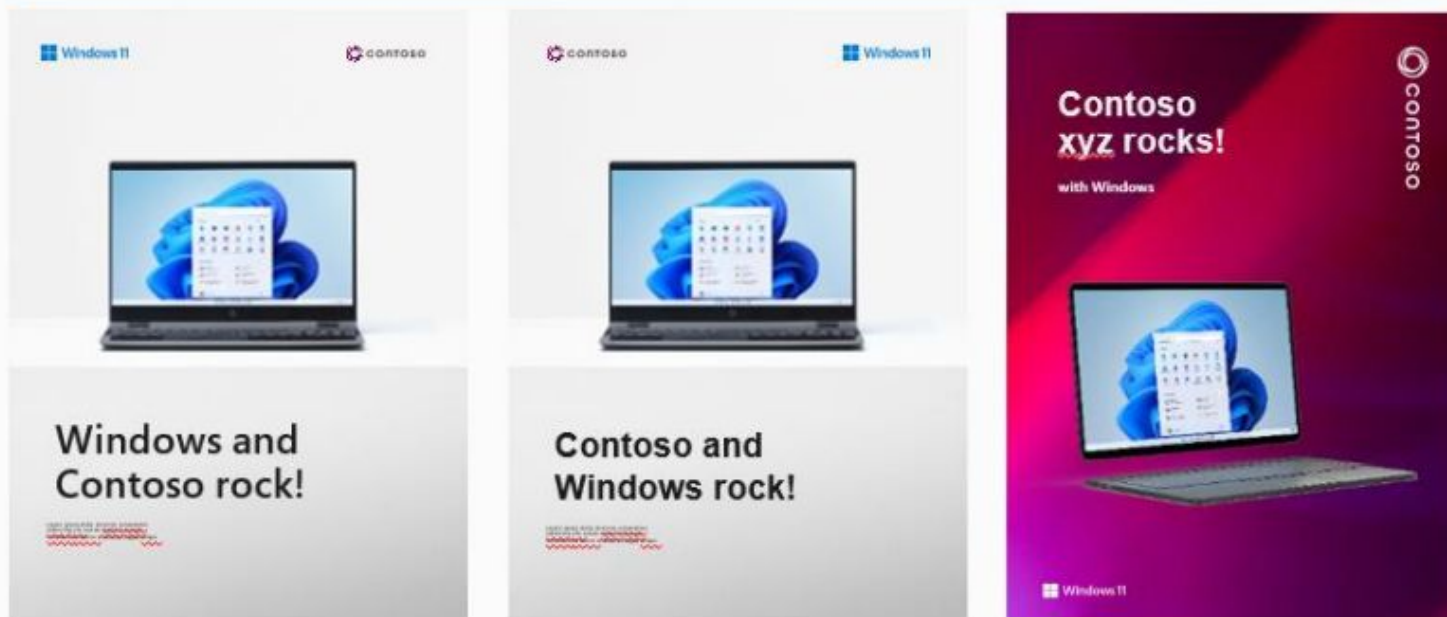 Windows 11
CONTOSO
Windows and
Contoso rock!
CONTOSO
Windows 11
Contoso and
Windows rock!
CONTOSO
Contoso
xyz rocks!
with Windows
Windows 11